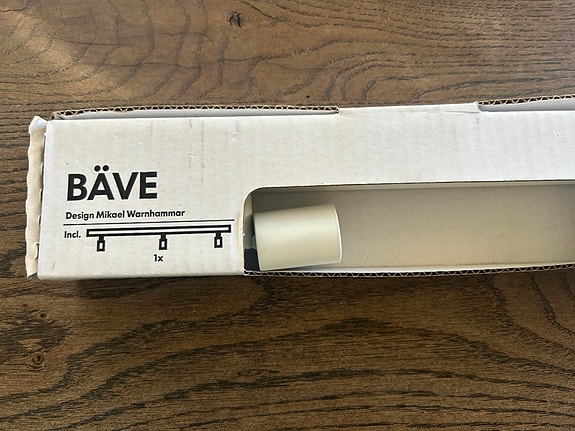 BÄVE
Design Mikael Warnhammar
Incl.
1x